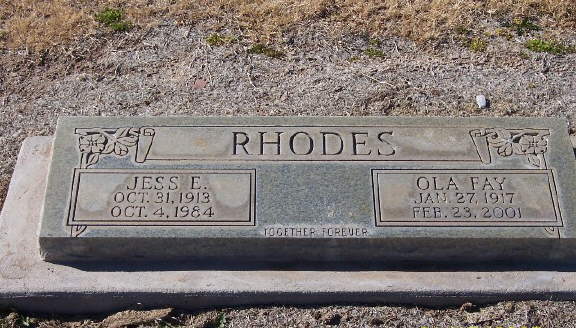 RHODES
JESS E.
OCT. 31, 1913
OCT. 4, 1984
OLA FAY
JAN. 27, 1917
FEB. 23, 2001
TOGETHER FOREVER